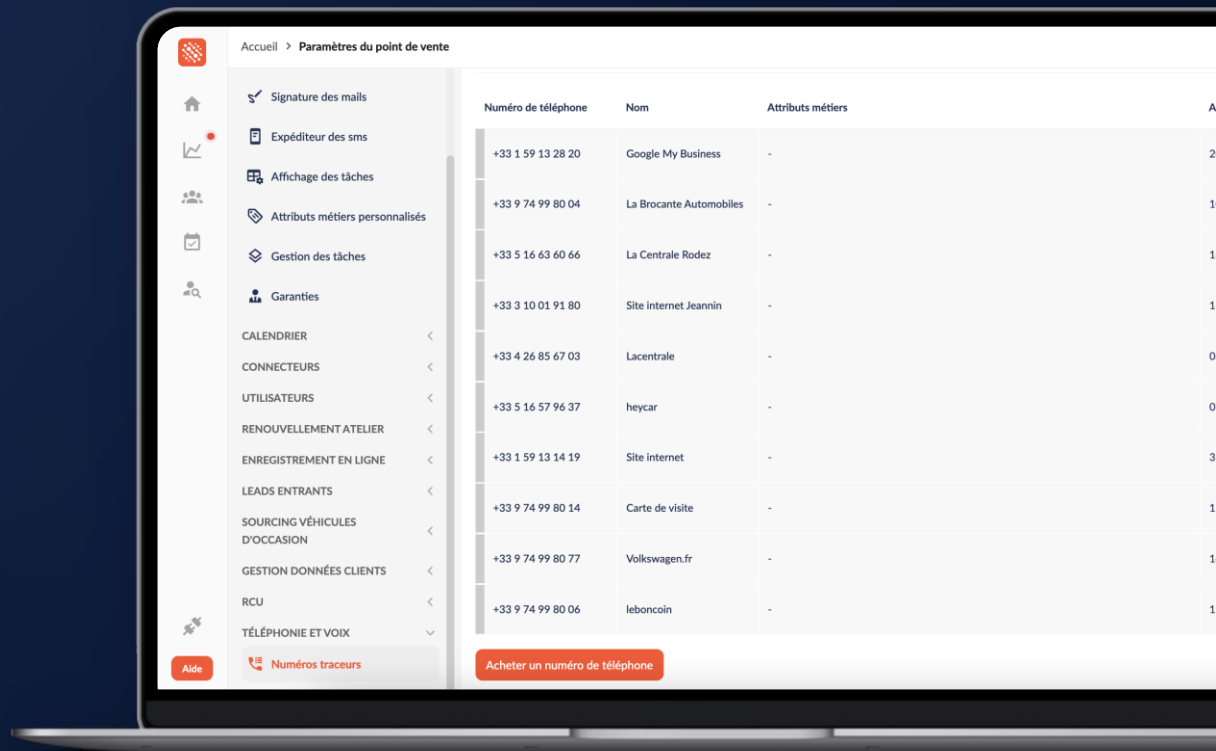 Accueil > Paramètres du point de vente
Signature des mails
Expéditeur des sms
Affichage des tâches
Attributs métiers personnalisés
Gestion des tâches
Garanties
CALENDRIER
CONNECTEURS
UTILISATEURS
RENOUVELLEMENT ATELIER
ENREGISTREMENT EN LIGNE
LEADS ENTRANTS
SOURCING VÉHICULES
D'OCCASION
GESTION DONNÉES CLIENTS
RCU
TÉLÉPHONIE ET VOIX
Numéros traceurs
Aide
Numéro de téléphone Nom Attributs métiers
+33 1 59 13 28 20 Google My Business -
+33 9 74 99 80 04 La Brocante Automobiles -
+33 5 16 63 60 66 La Centrale Rodez -
+33 3 10 01 91 80 Site internet Jeannin -
+33 4 26 85 67 03 Lacentrale -
+33 5 16 57 96 37 heycar -
+33 1 59 13 14 19 Site internet -
+33 9 74 99 80 14 Carte de visite -
+33 9 74 99 80 77 Volkswagen.fr -
+33 9 74 99 80 06 leboncoin -
Acheter un numéro de téléphone